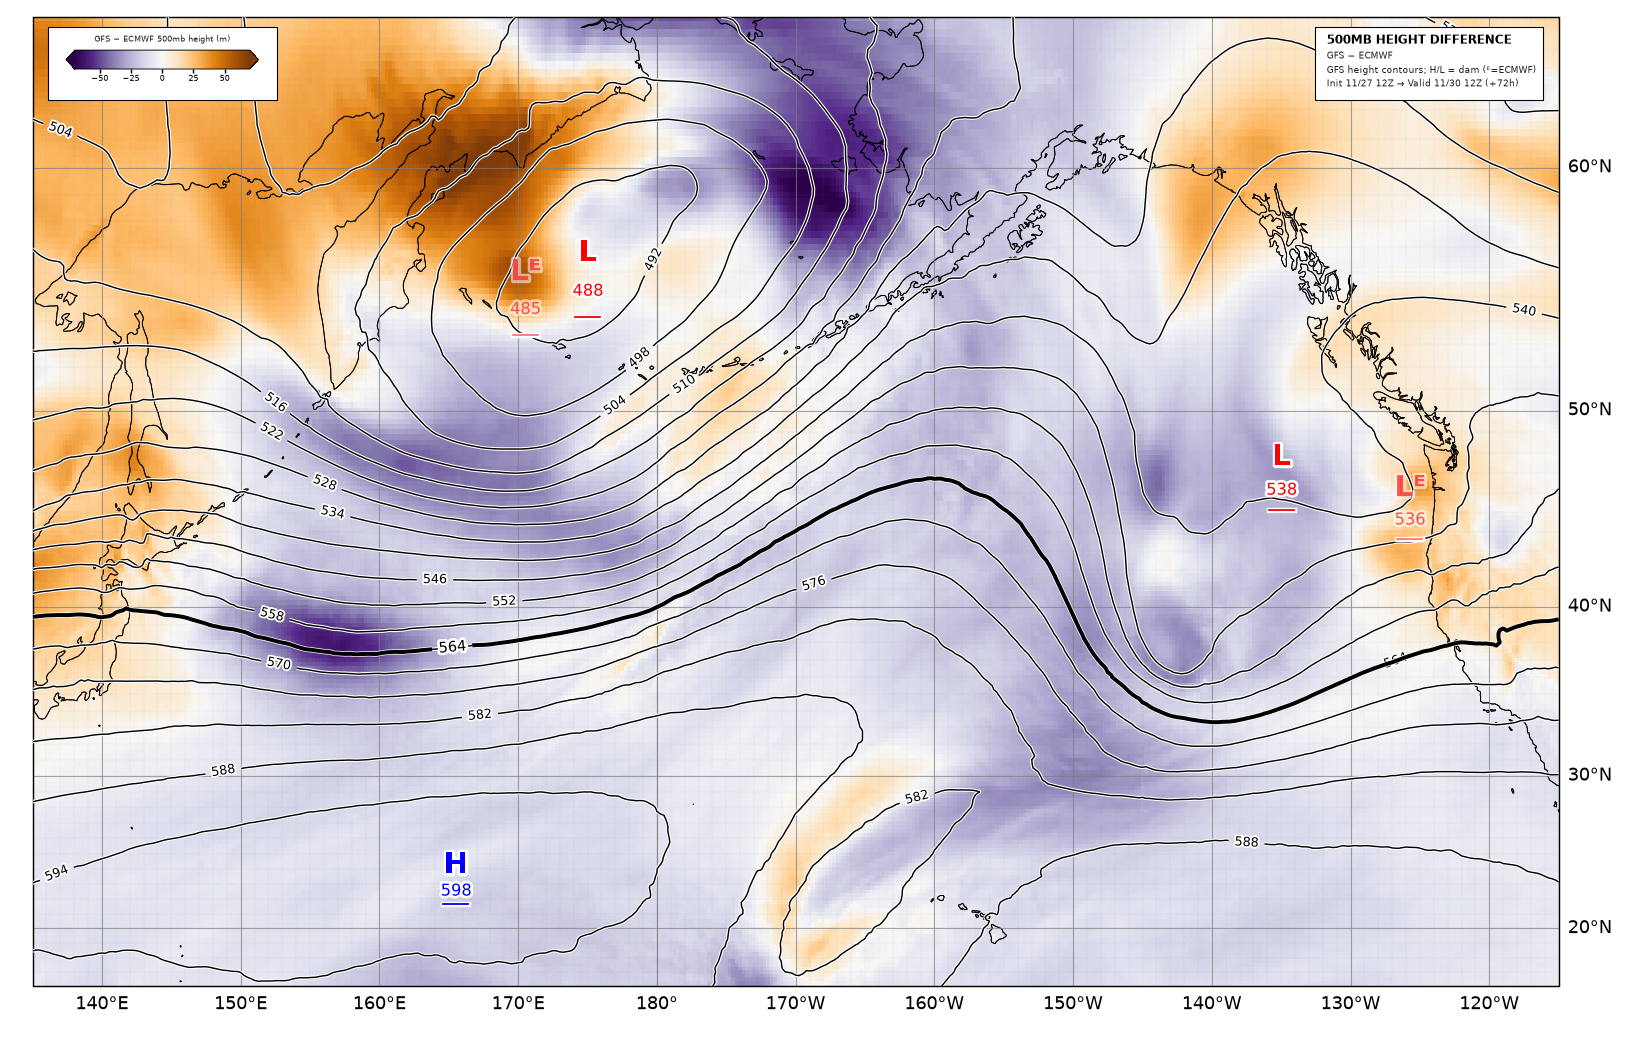 GFS − ECMWF 500mb height (m)
−50 −25 0 25 50
500MB HEIGHT DIFFERENCE
GFS − ECMWF
GFS height contours; H/L = dam (ᴱ=ECMWF)
Init 11/27 12Z → Valid 11/30 12Z (+72h)
504
60°N
L
492
Lᴱ
488
485
540
498
510
516
504
50°N
522
L
528
538
Lᴱ
534
536
546
576
552
40°N
558
564
564
570
582
588
30°N
582
588
H
594
598
20°N
140°E 150°E 160°E 170°E 180° 170°W 160°W 150°W 140°W 130°W 120°W